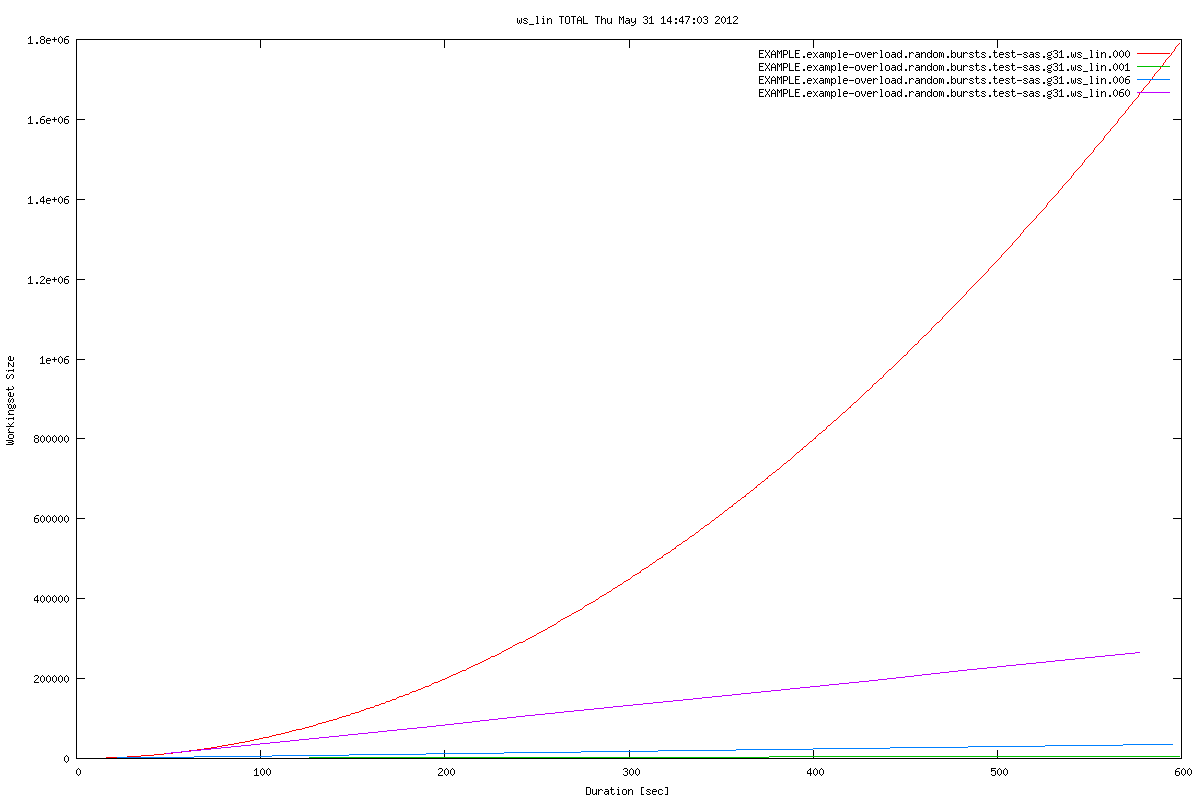 ws_lin TOTAL Thu May 31 14:47:03 2012
1.8e+06
EXAMPLE.example-overload.random.bursts.test-sas.g31.ws_lin.000
EXAMPLE.example-overload.random.bursts.test-sas.g31.ws_lin.001
EXAMPLE.example-overload.random.bursts.test-sas.g31.ws_lin.006
EXAMPLE.example-overload.random.bursts.test-sas.g31.ws_lin.060
1.6e+06
1.4e+06
1.2e+06
1e+06
Workingset Size
800000
600000
400000
200000
0
0 100 200 300 400 500 600
Duration [sec]